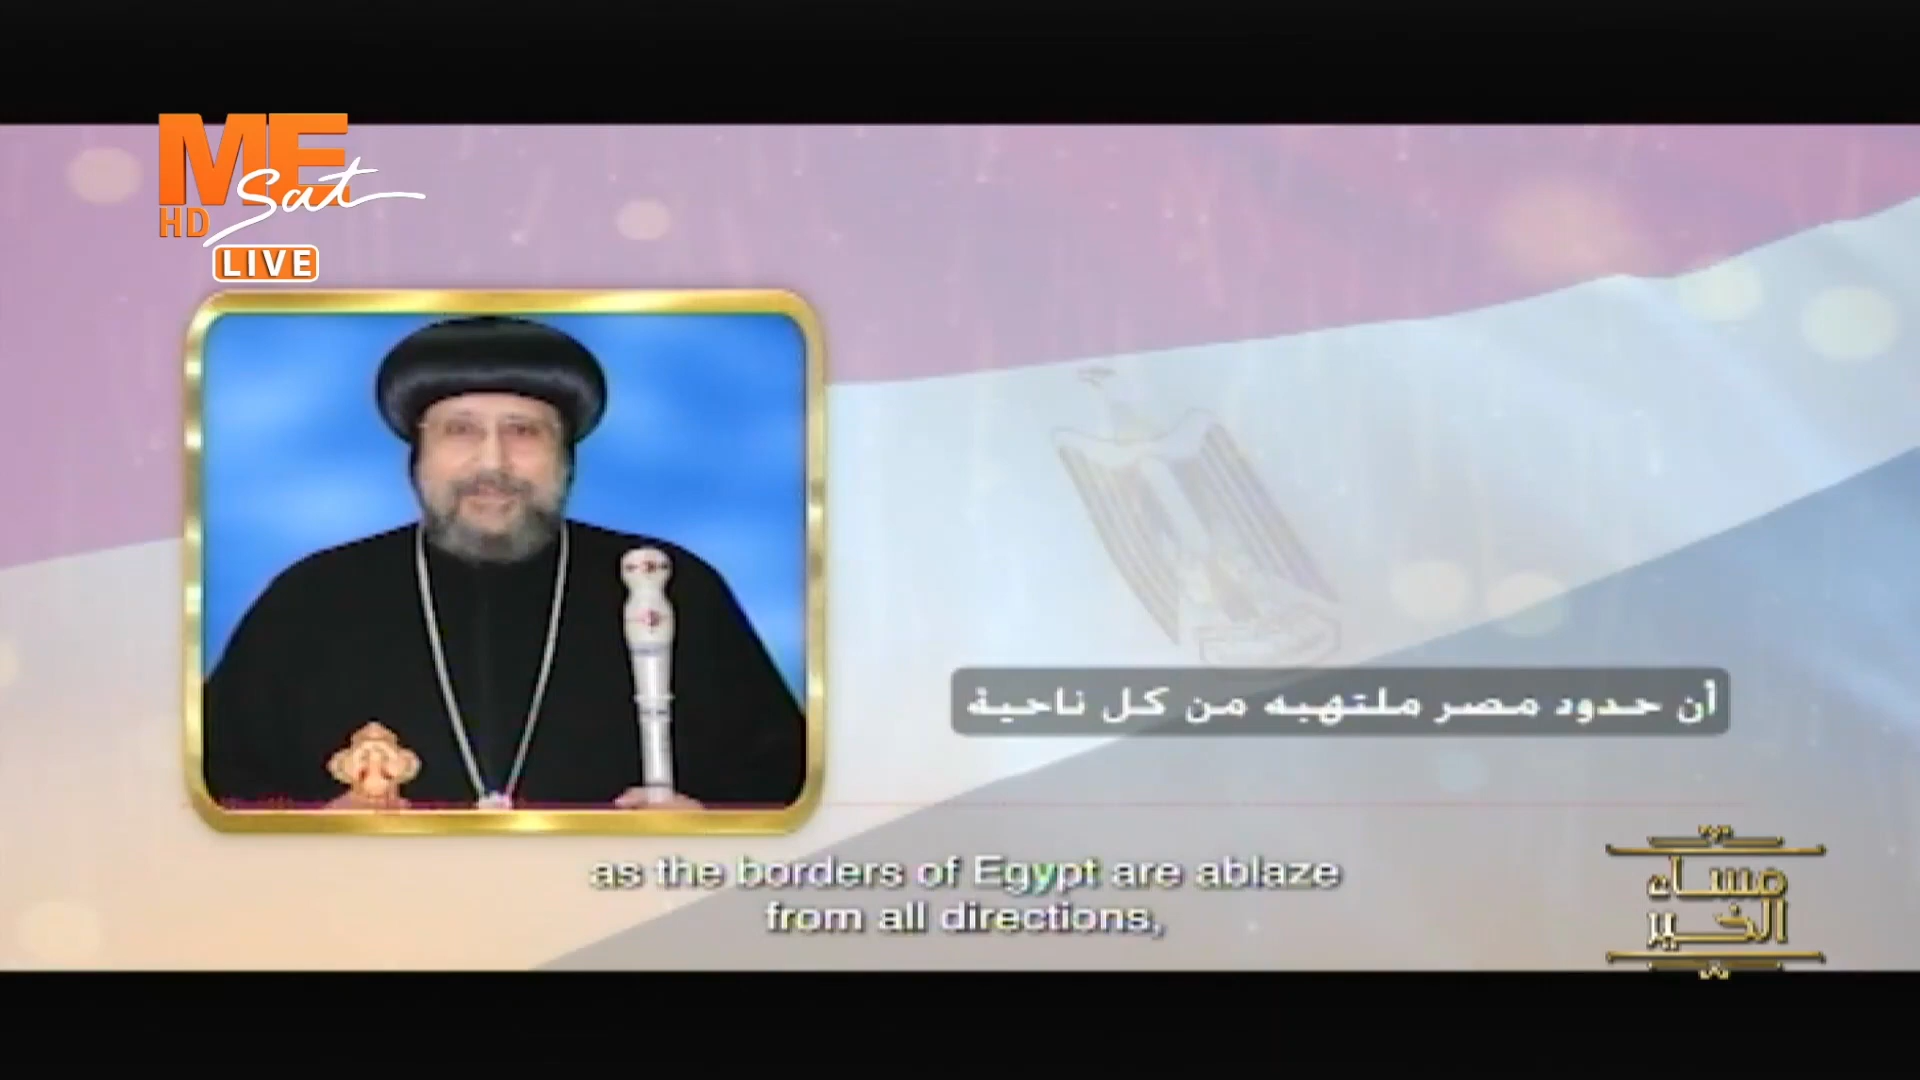 ME
Sat
HD
LIVE
أن حدود مصر ملتهبه من كل ناحية
as the borders of Egypt are ablaze
from all directions,
مساء
الخير